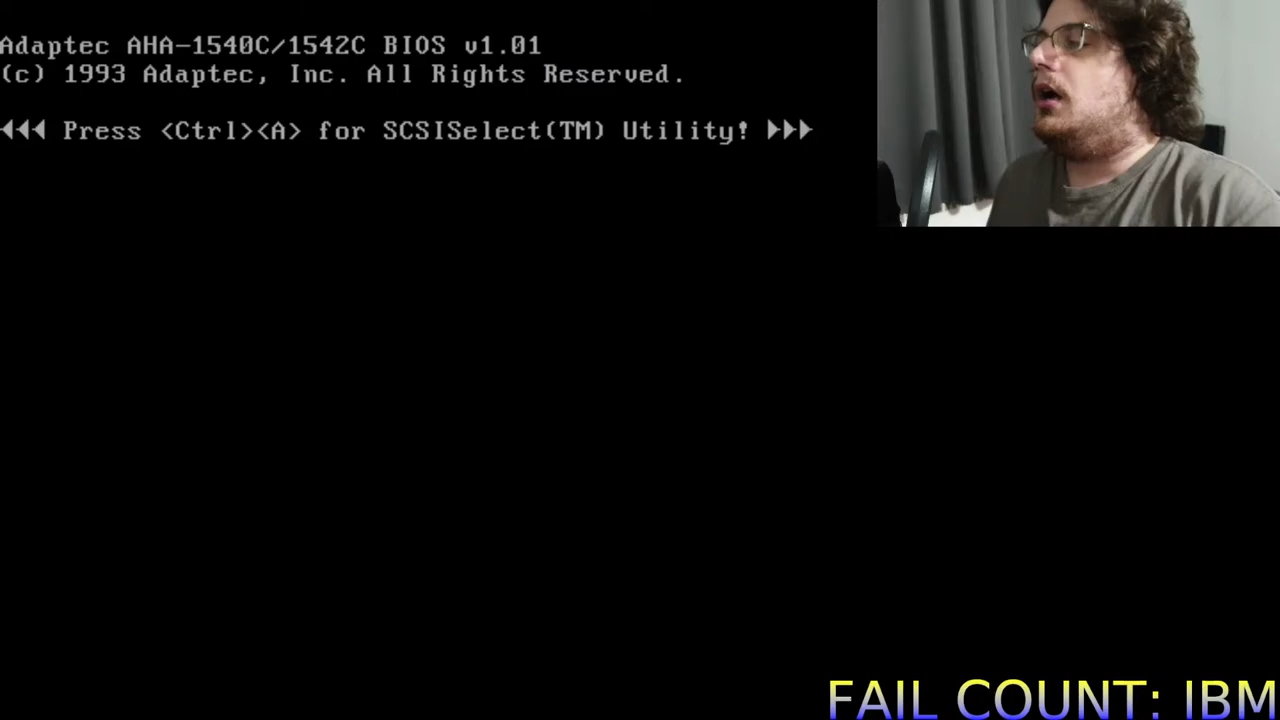 Adaptec AHA-1540C/1542C BIOS v1.01
(c) 1993 Adaptec, Inc. All Rights Reserved.
◄◄◄ Press <Ctrl><A> for SCSISelect(TM) Utility! ►►►
FAIL COUNT: IBM